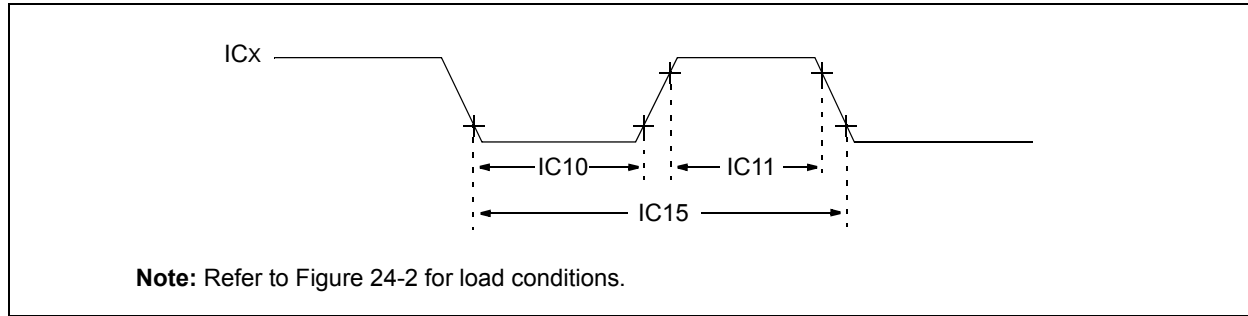 ICX
IC10
IC11
IC15
Note: Refer to Figure 24-2 for load conditions.